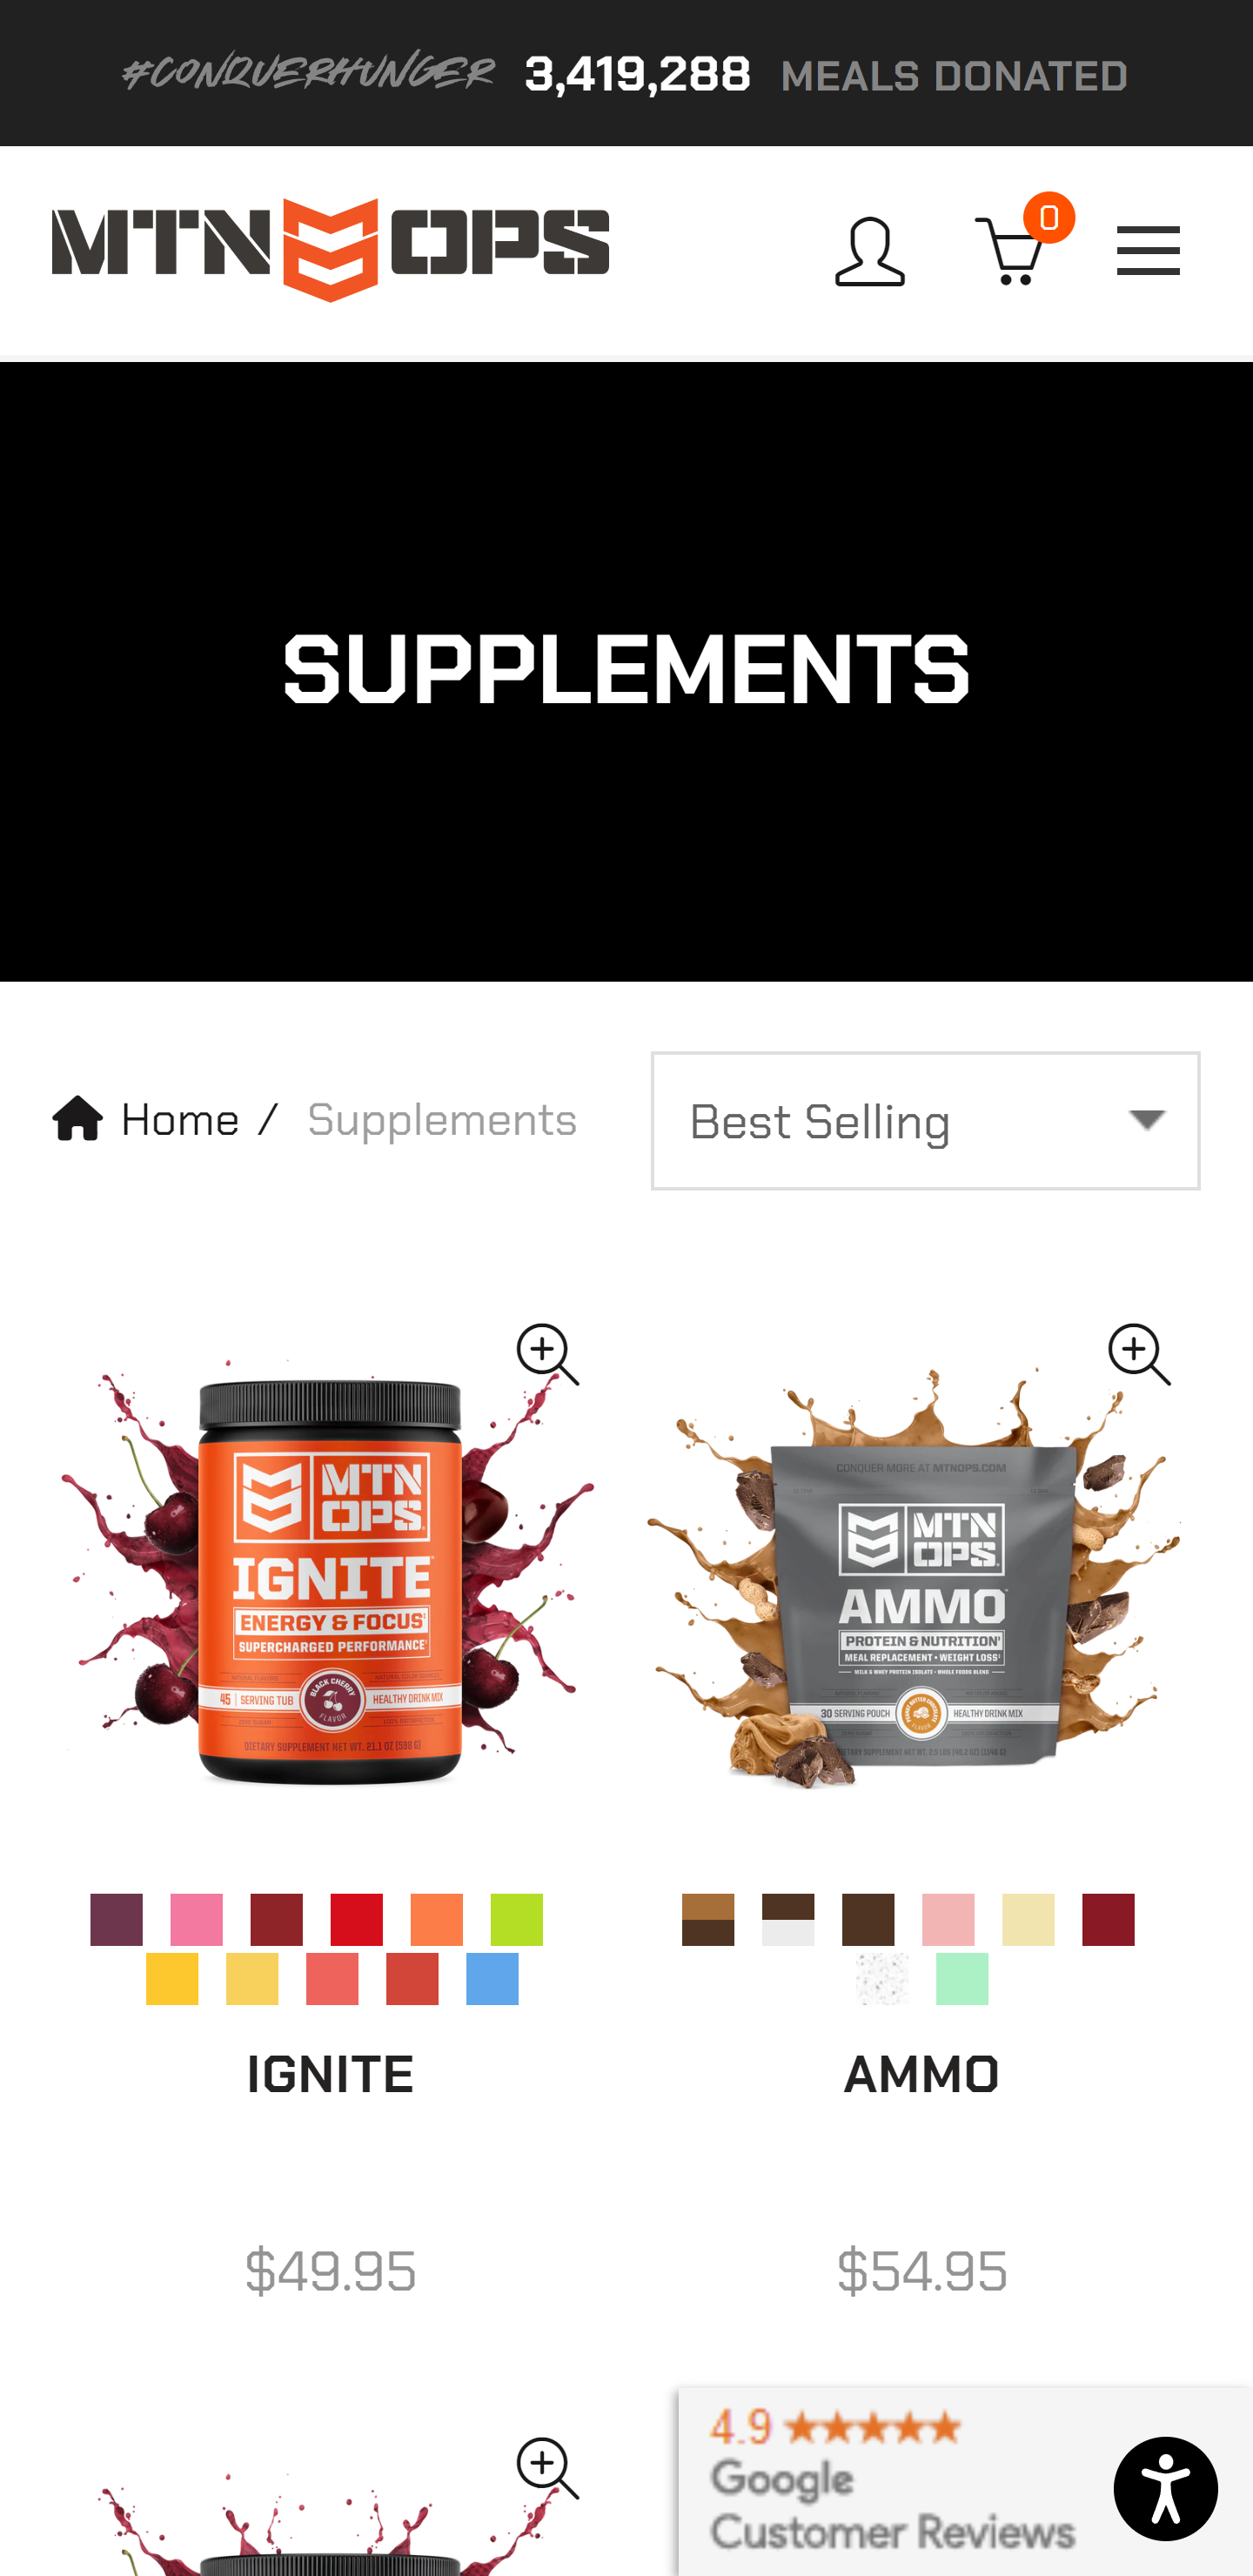 #CONQUERHUNGER 3,419,288 MEALS DONATED
MTN OPS
0
SUPPLEMENTS
Home / Supplements
Best Selling
MTN
OPS
IGNITE
ENERGY & FOCUS‡
SUPERCHARGED PERFORMANCE
45 | SERVING TUB
BLACK CHERRY
FLAVOR
HEALTHY DRINK MIX
DIETARY SUPPLEMENT NET WT. 21.1 OZ (598 G)
CONQUER MORE AT MTNOPS.COM
MTN
OPS
AMMO
PROTEIN & NUTRITION
MEAL REPLACEMENT • WEIGHT LOSS
MILK & WHEY PROTEIN ISOLATE • WHOLE FOODS BLEND
30 SERVING POUCH
PEANUT BUTTER CHOCOLATE
FLAVOR
HEALTHY DRINK MIX
IGNITE
AMMO
$49.95
$54.95
4.9
Google
Customer Reviews